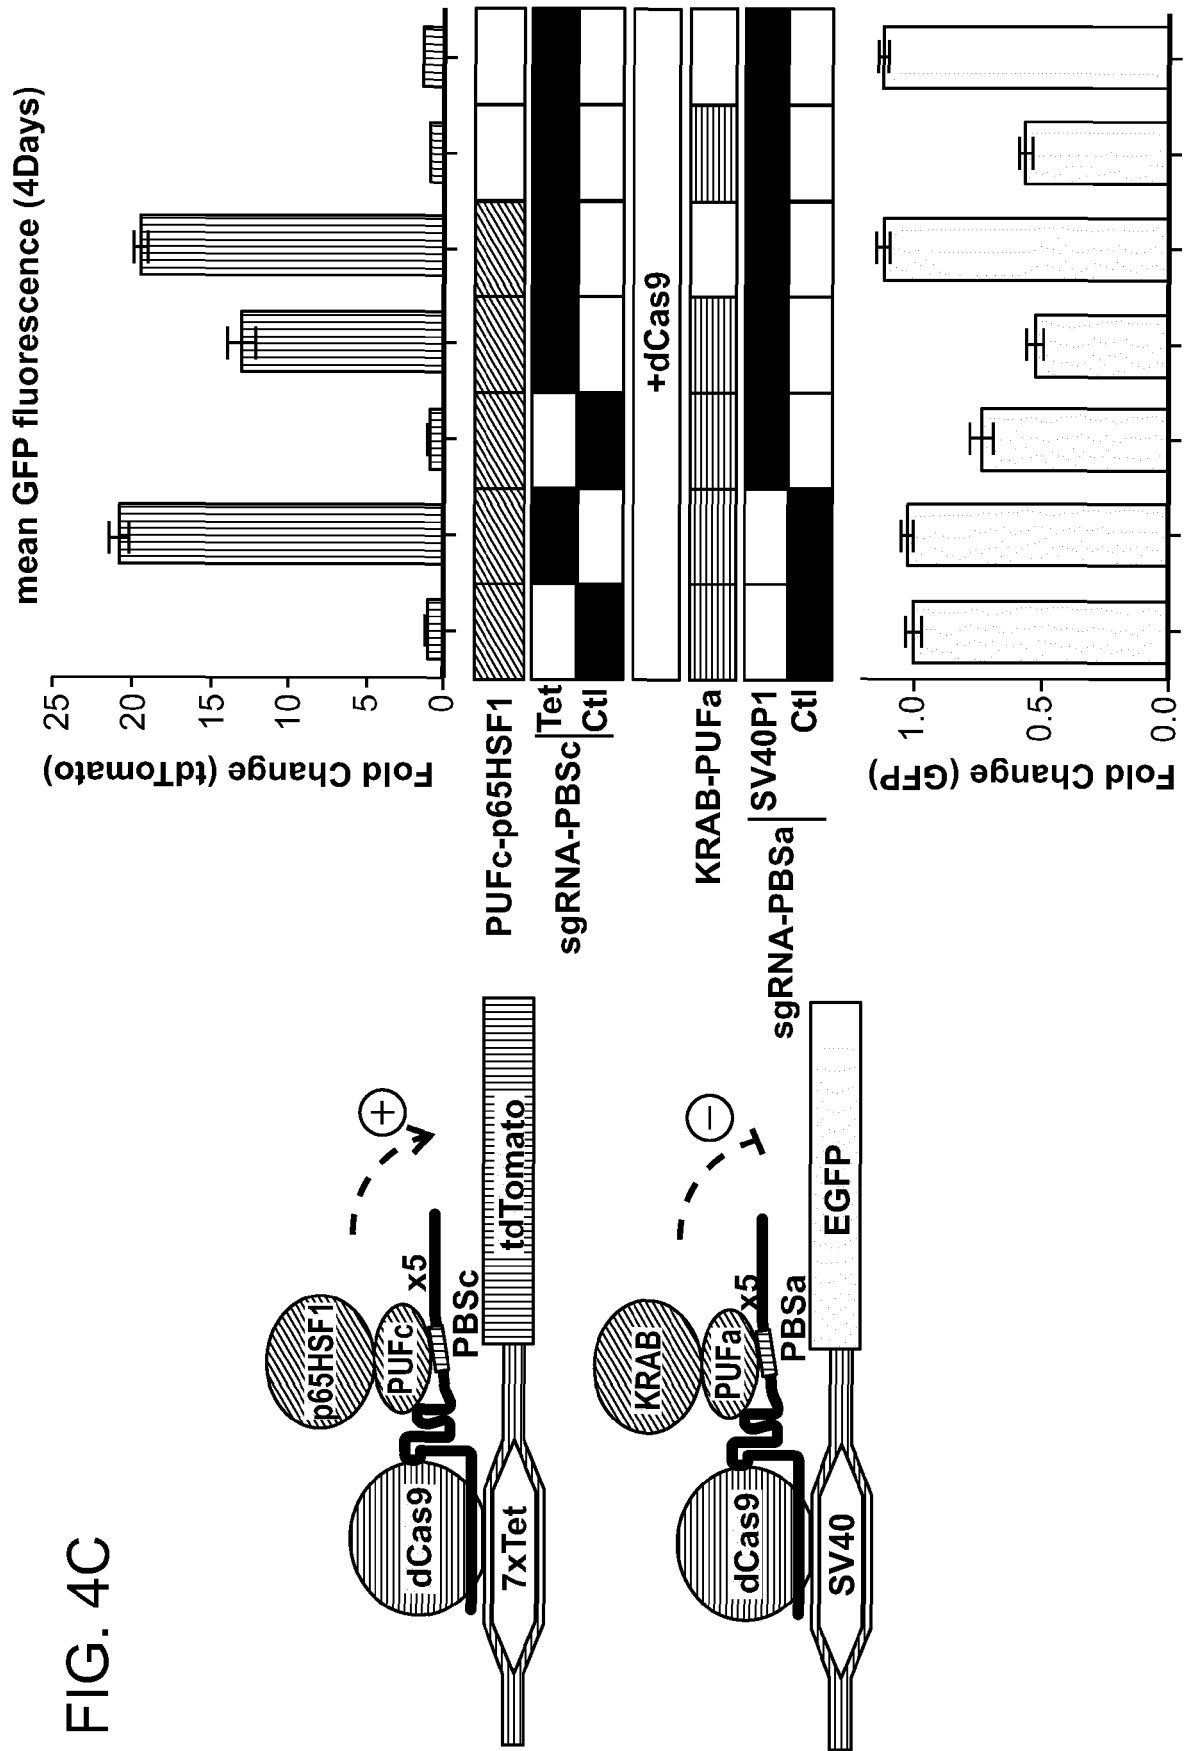 FIG. 4C
p65HSF1
PUFc
x5
PBSc
dCas9
7xTet
tdTomato
+
KRAB
PUFa
x5
PBSa
dCas9
SV40
EGFP
−
mean GFP fluorescence (4Days)
Fold Change (tdTomato)
25
20
15
10
5
0
PUFc-p65HSF1
sgRNA-PBSc
Tet
Ctl
+dCas9
KRAB-PUFa
sgRNA-PBSa
SV40P1
Ctl
Fold Change (GFP)
1.0
0.5
0.0